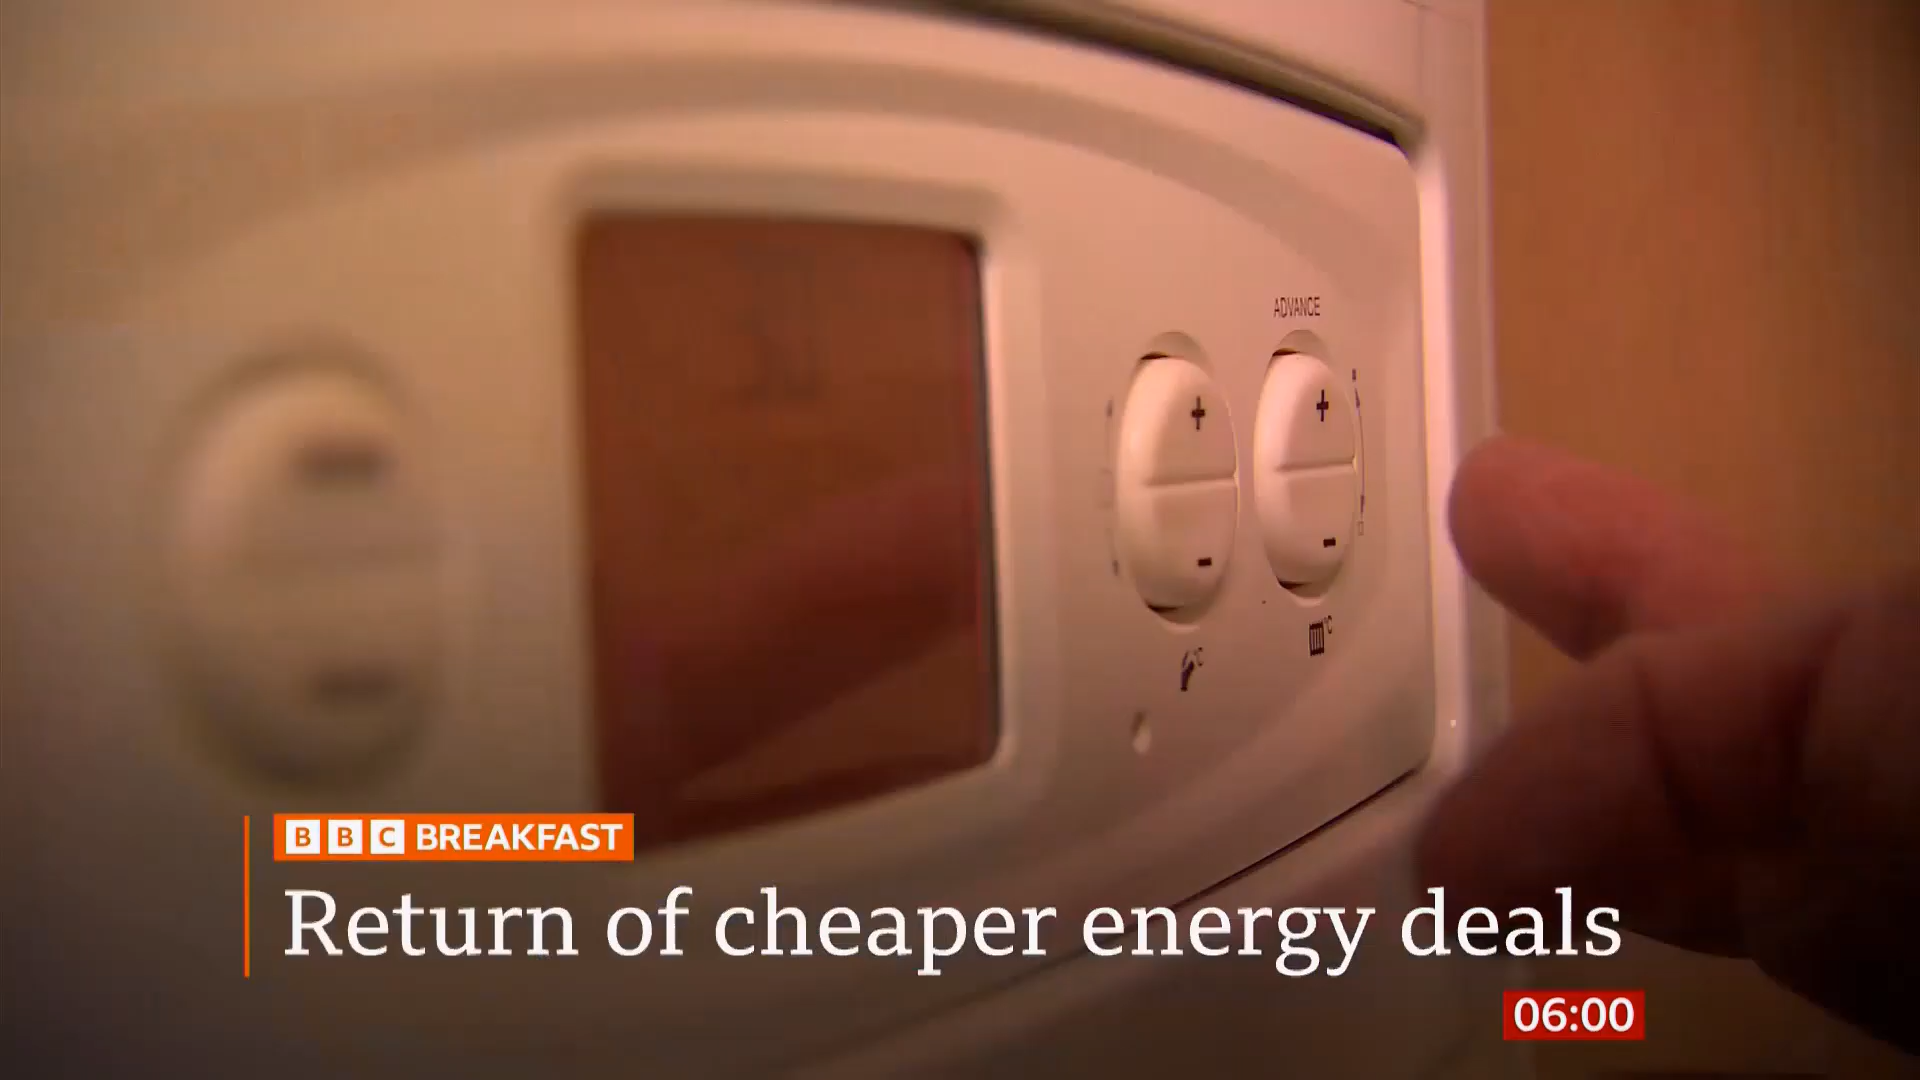 ADVANCE
+ +
- -
°C °C
BBC BREAKFAST
Return of cheaper energy deals
06:00